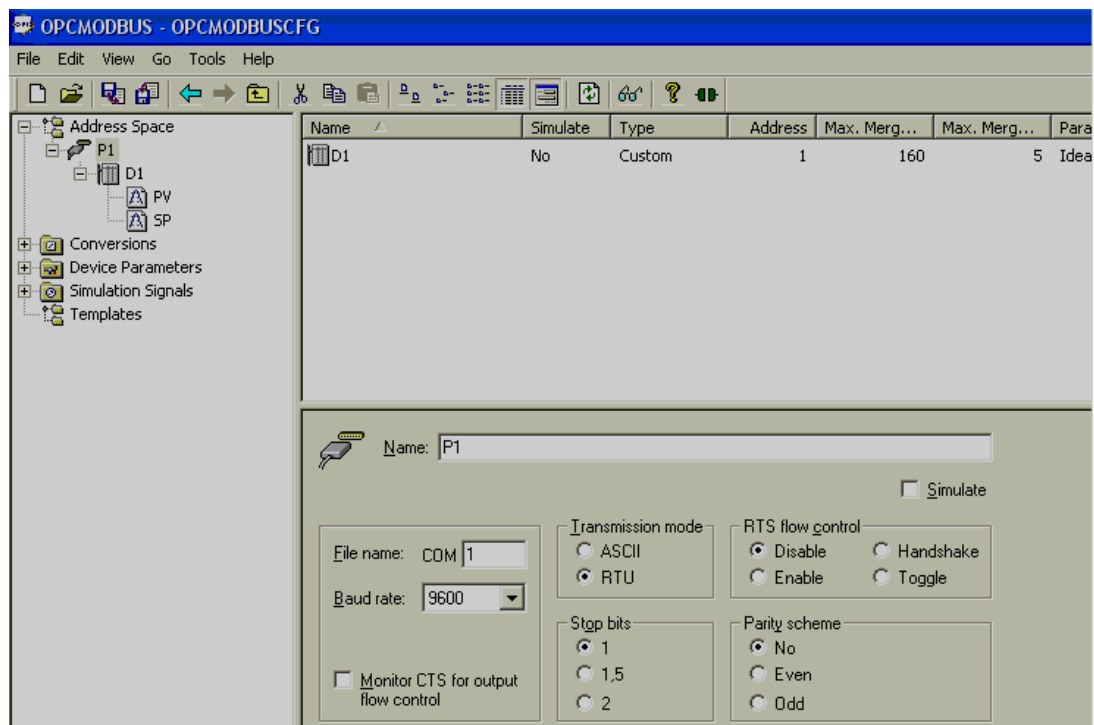 OPCMODBUS - OPCMODBUSCFG
File Edit View Go Tools Help
Address Space
P1
D1
PV
SP
Conversions
Device Parameters
Simulation Signals
Templates
Name Simulate Type Address Max. Merg... Max. Merg... Para
D1 No Custom 1 160 5 Idea
Name: P1
Simulate
File name: COM 1
Baud rate: 9600
Monitor CTS for output
flow control
Transmission mode
ASCII
RTU
RTS flow control
Disable Handshake
Enable Toggle
Stop bits
1
1,5
2
Parity scheme
No
Even
Odd